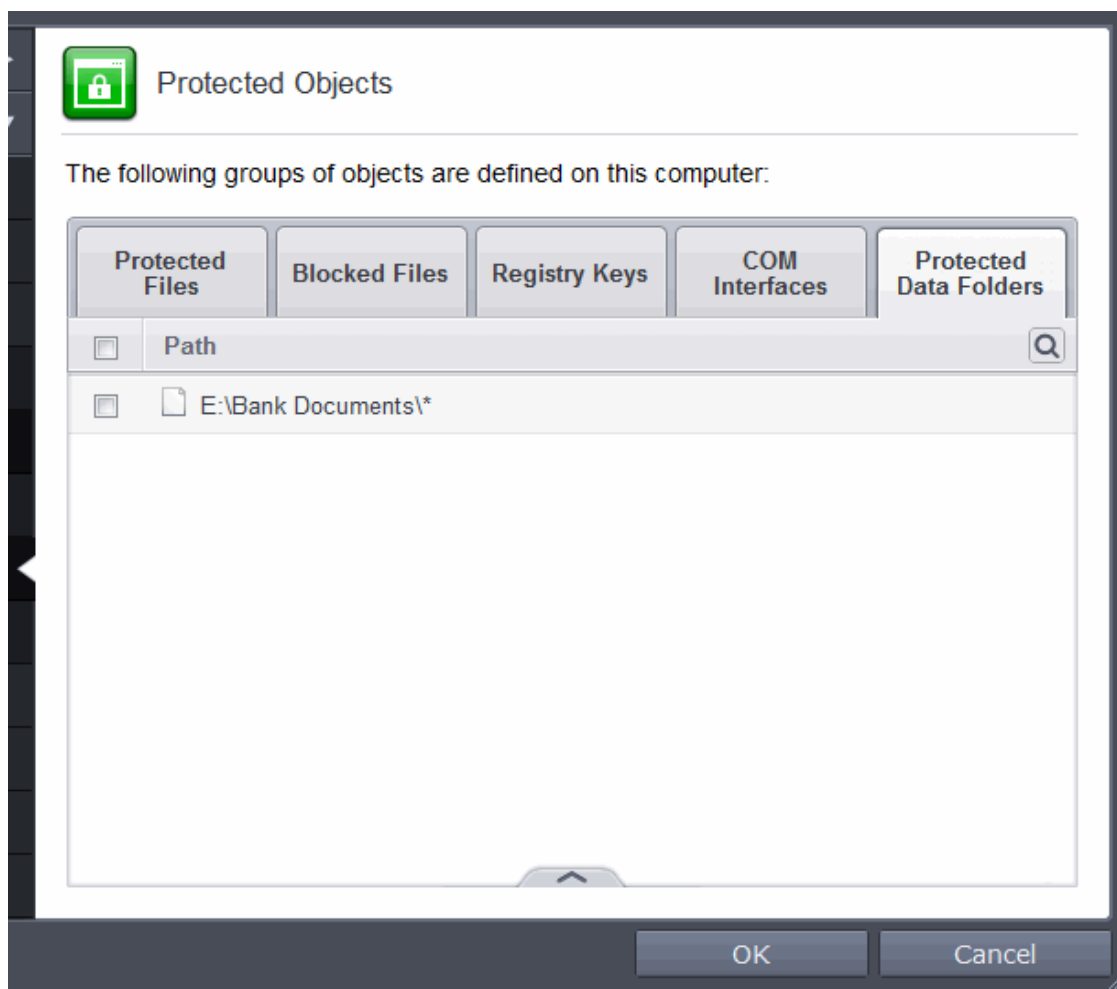 Protected Objects
The following groups of objects are defined on this computer:
Protected
Files
Blocked Files
Registry Keys
COM
Interfaces
Protected
Data Folders
Path
E:\Bank Documents\*
OK
Cancel